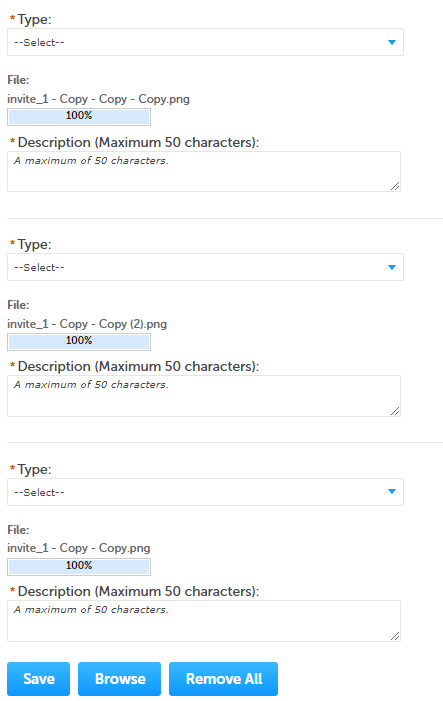 *Type:
--Select--
File:
invite_1 - Copy - Copy - Copy.png
100%
*Description (Maximum 50 characters):
A maximum of 50 characters.
*Type:
--Select--
File:
invite_1 - Copy - Copy (2).png
100%
*Description (Maximum 50 characters):
A maximum of 50 characters.
*Type:
--Select--
File:
invite_1 - Copy - Copy.png
100%
*Description (Maximum 50 characters):
A maximum of 50 characters.
Save Browse Remove All